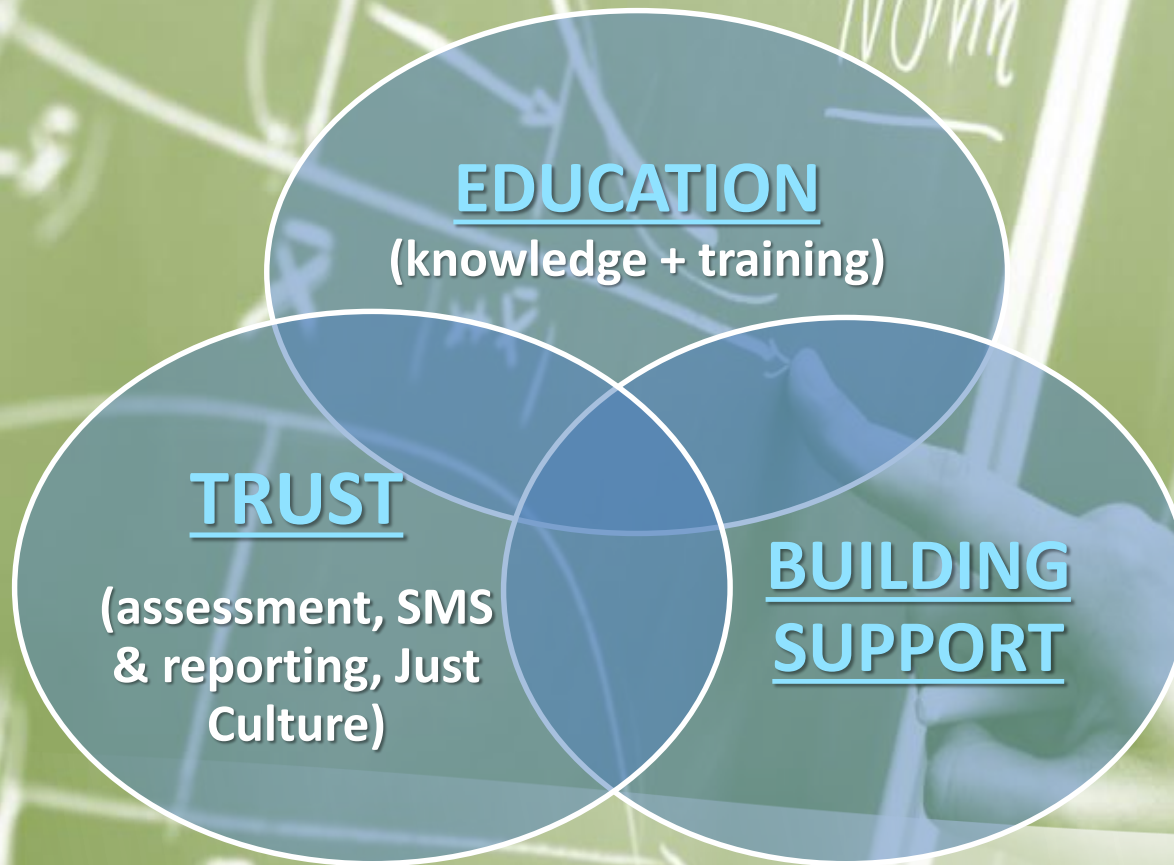 EDUCATION
(knowledge + training)
TRUST
(assessment, SMS
& reporting, Just
Culture)
BUILDING
SUPPORT